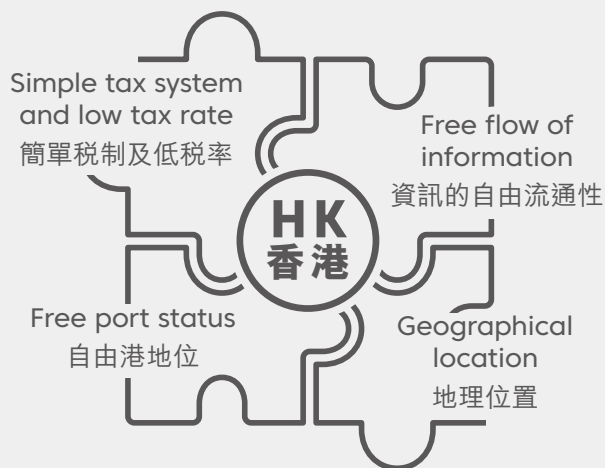 Simple tax system
and low tax rate
簡單税制及低税率
Free flow of
information
資訊的自由流通性
HK
香港
Free port status
自由港地位
Geographical
location
地理位置